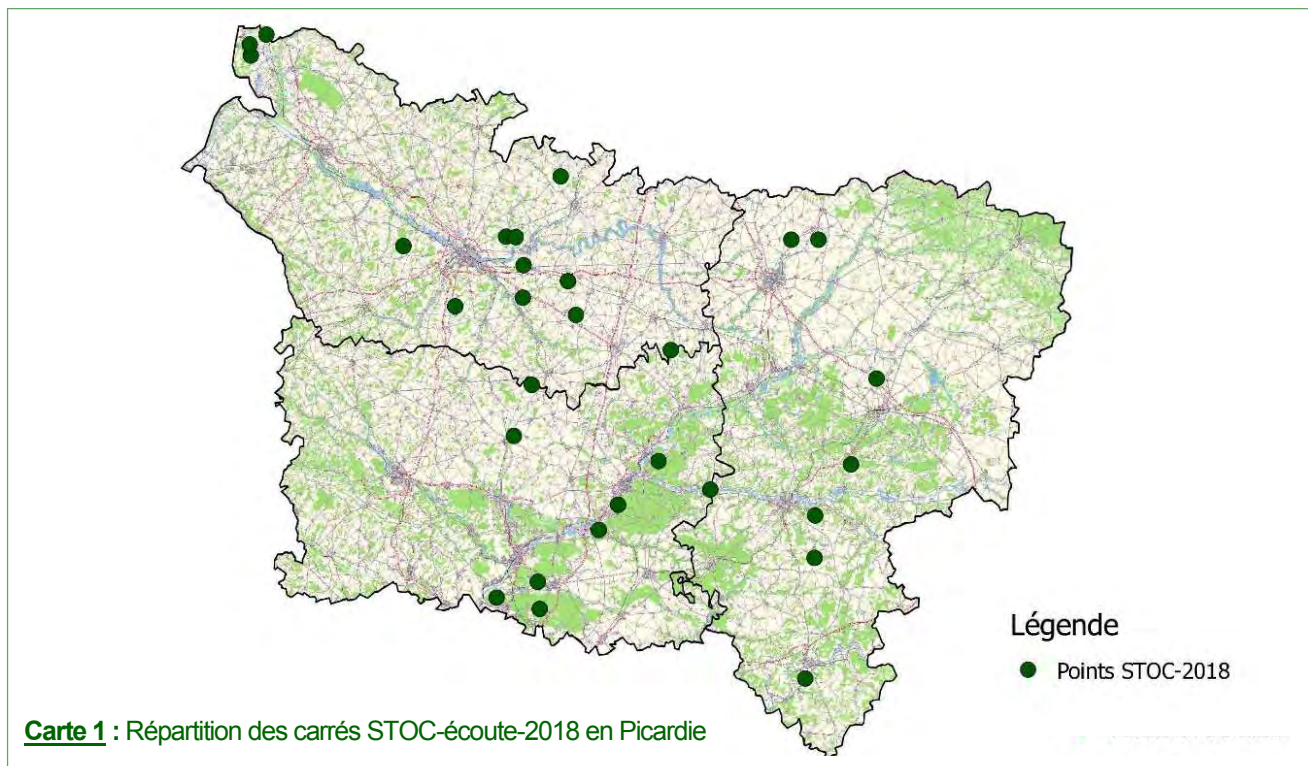 Légende
Points STOC-2018
Carte 1 : Répartition des carrés STOC-écoute-2018 en Picardie